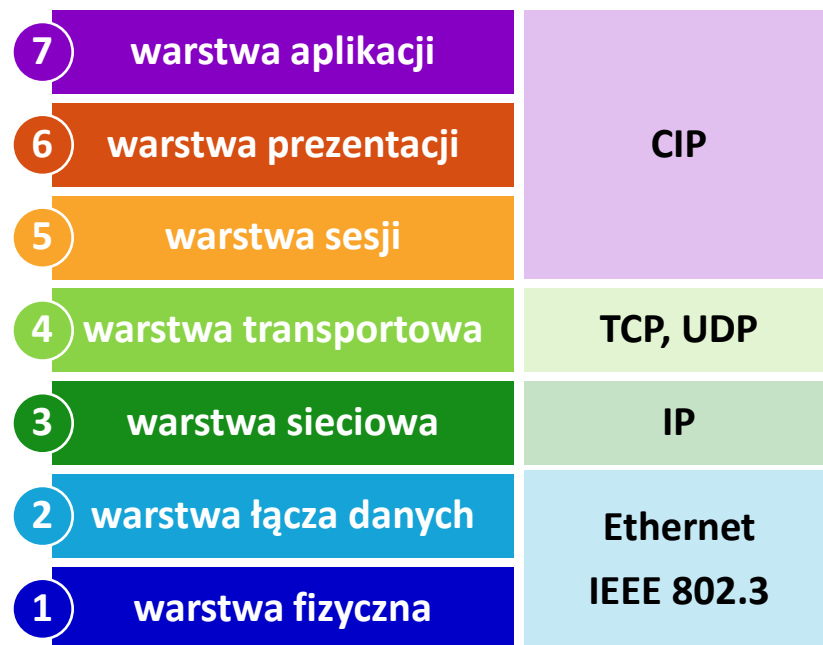 7 warstwa aplikacji
6 warstwa prezentacji
CIP
5 warstwa sesji
4 warstwa transportowa
TCP, UDP
3 warstwa sieciowa
IP
2 warstwa łącza danych
Ethernet
IEEE 802.3
1 warstwa fizyczna